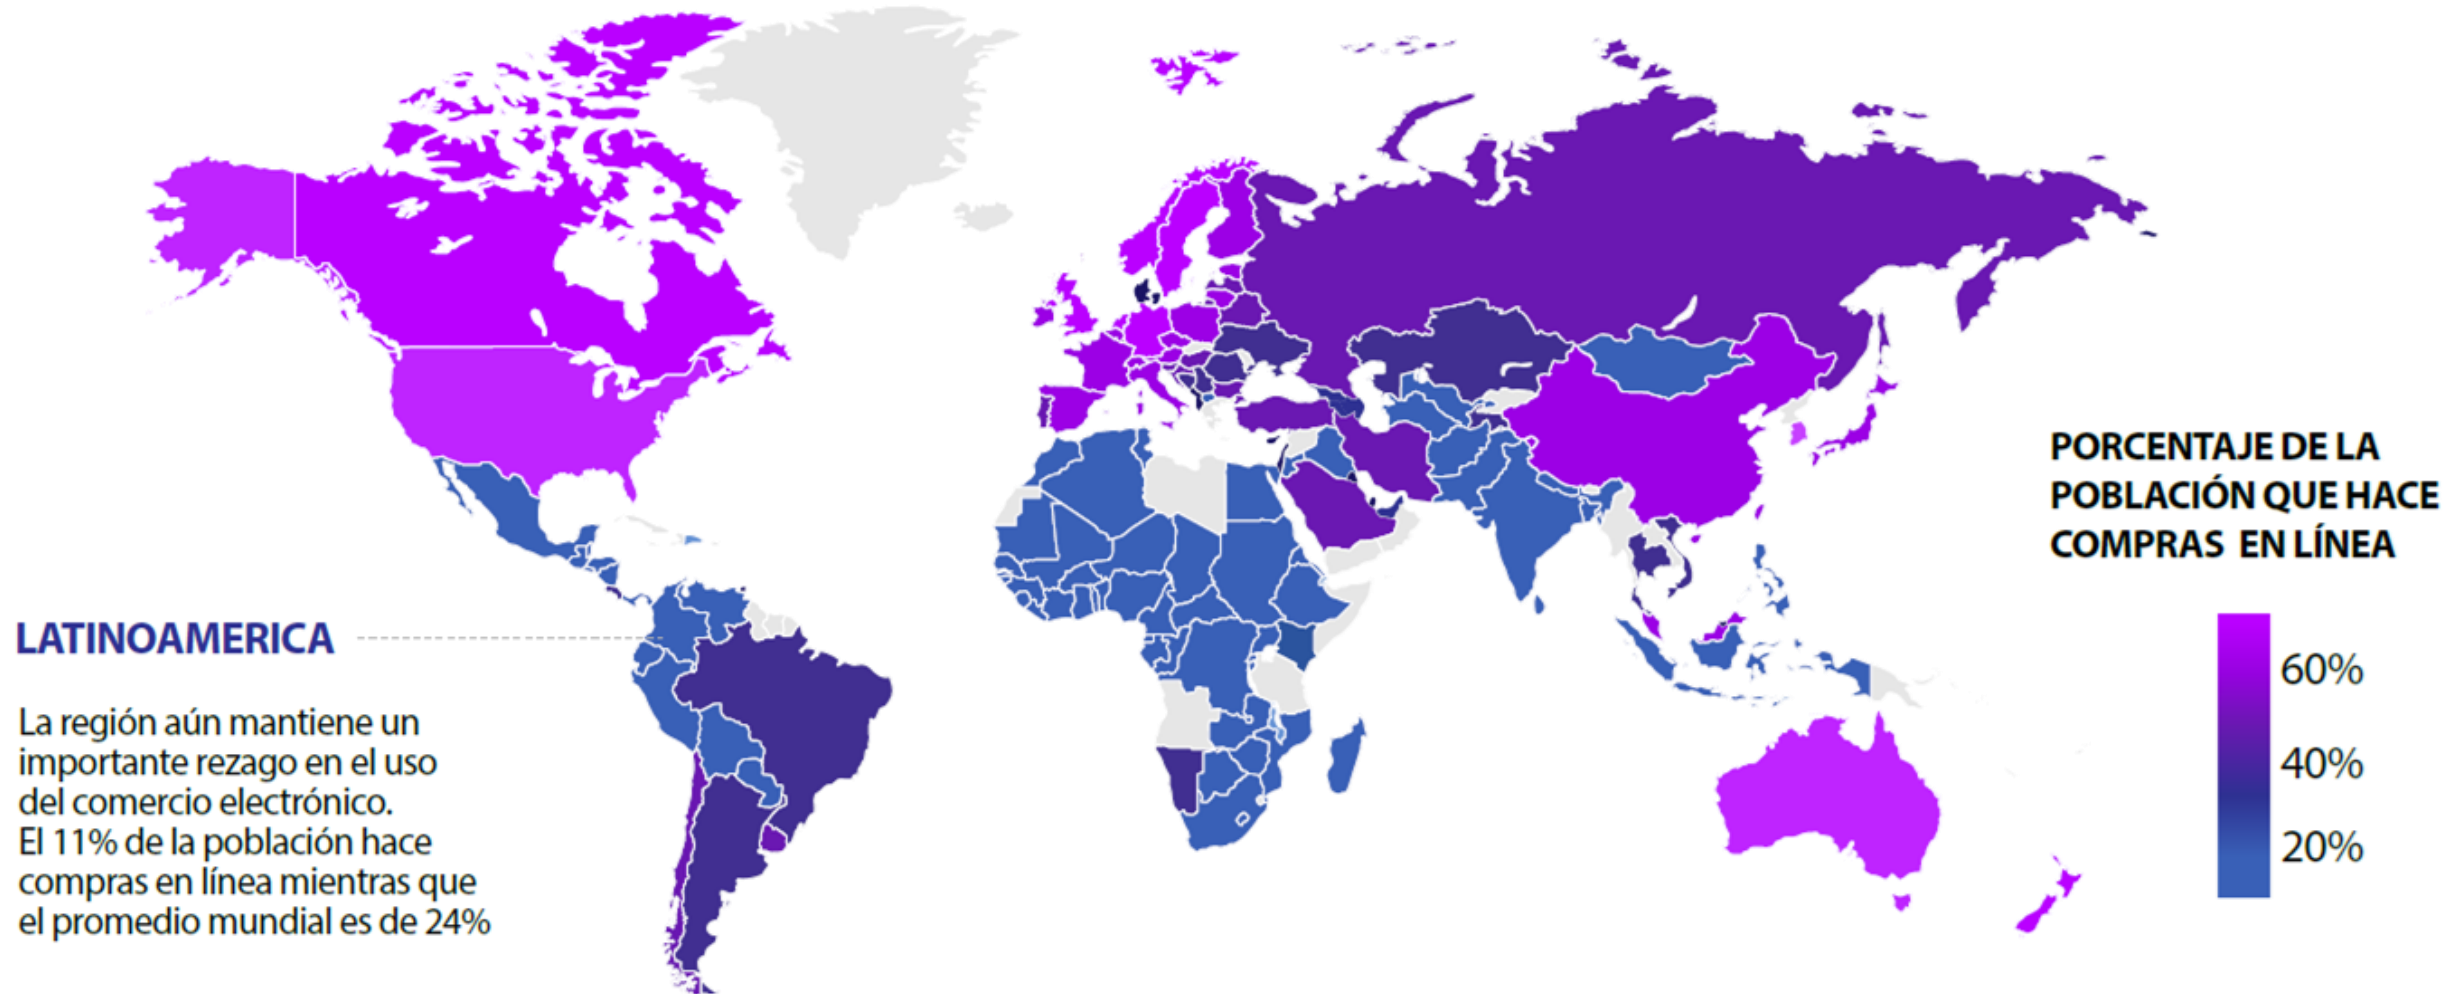 LATINOAMERICA
La región aún mantiene un
importante rezago en el uso
del comercio electrónico.
El 11% de la población hace
compras en línea mientras que
el promedio mundial es de 24%
PORCENTAJE DE LA
POBLACIÓN QUE HACE
COMPRAS EN LÍNEA
60%
40%
20%